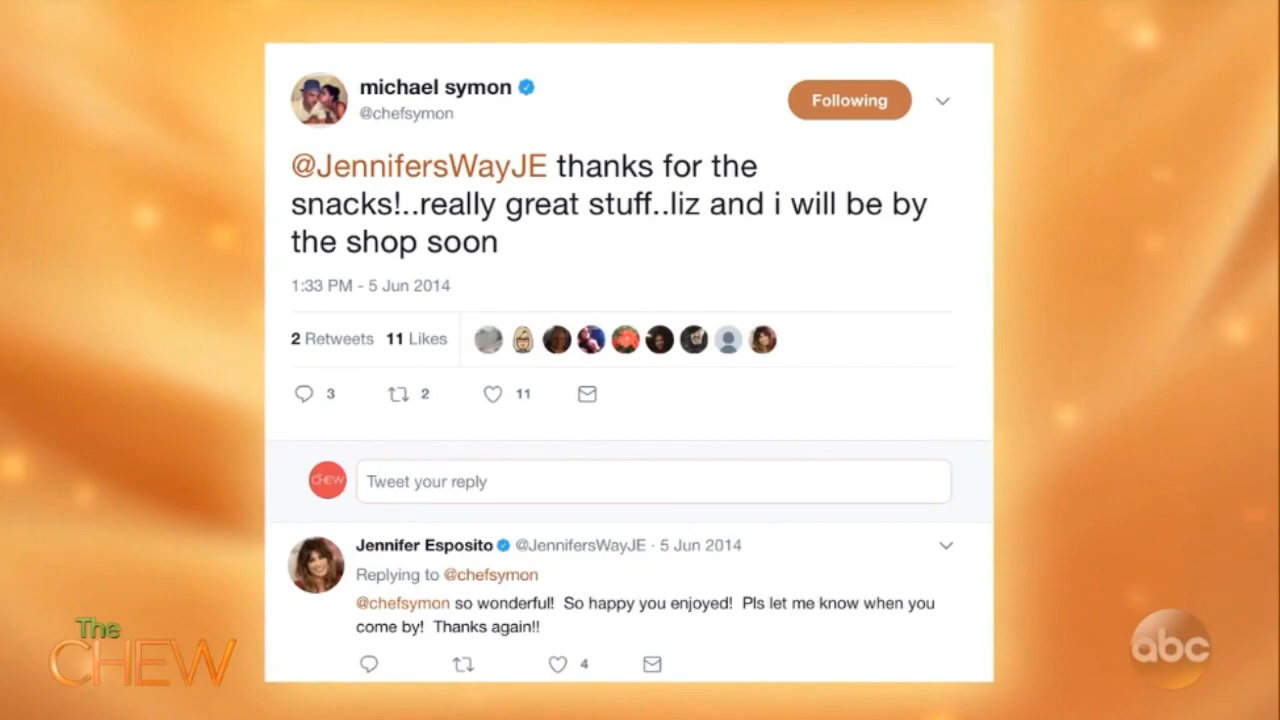 michael symon
@chefsymon
Following
@JennifersWayJE thanks for the
snacks!..really great stuff..liz and i will be by
the shop soon
1:33 PM - 5 Jun 2014
2 Retweets 11 Likes
3 2 11
CHEW
Tweet your reply
Jennifer Esposito @JennifersWayJE · 5 Jun 2014
Replying to @chefsymon
@chefsymon so wonderful! So happy you enjoyed! Pls let me know when you
come by! Thanks again!!
4
The
CHEW
abc